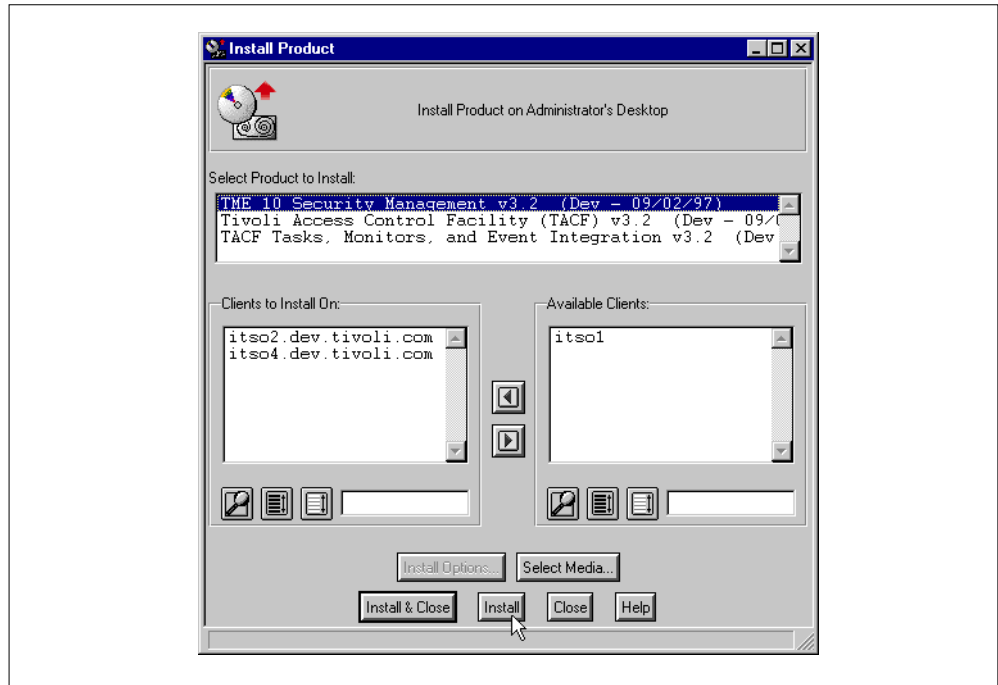 Install Product
Install Product on Administrator's Desktop
Select Product to Install:
TME 10 Security Management v3.2 (Dev - 09/02/97)
Tivoli Access Control Facility (TACF) v3.2 (Dev - 09/
TACF Tasks, Monitors, and Event Integration v3.2 (Dev
Clients to Install On:
itso2.dev.tivoli.com
itso4.dev.tivoli.com
Available Clients:
itso1
Install Options...
Select Media...
Install & Close
Install
Close
Help